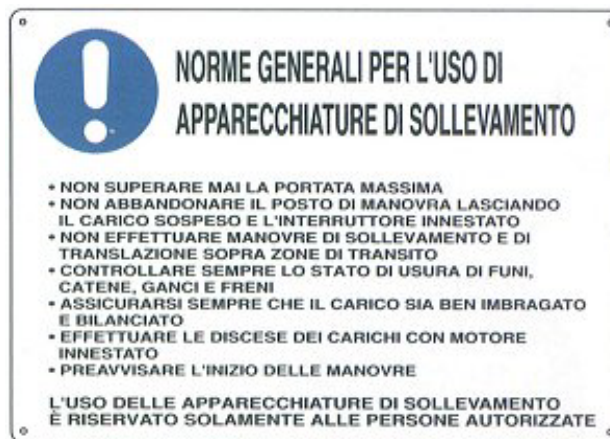 NORME GENERALI PER L'USO DI
APPARECCHIATURE DI SOLLEVAMENTO
• NON SUPERARE MAI LA PORTATA MASSIMA
• NON ABBANDONARE IL POSTO DI MANOVRA LASCIANDO
IL CARICO SOSPESO E L'INTERRUTTORE INNESTATO
• NON EFFETTUARE MANOVRE DI SOLLEVAMENTO E DI
TRANSLAZIONE SOPRA ZONE DI TRANSITO
• CONTROLLARE SEMPRE LO STATO DI USURA DI FUNI,
CATENE, GANCI E FRENI
• ASSICURARSI SEMPRE CHE IL CARICO SIA BEN IMBRAGATO
E BILANCIATO
• EFFETTUARE LE DISCESE DEI CARICHI CON MOTORE
INNESTATO
• PREAVVISARE L'INIZIO DELLE MANOVRE
L'USO DELLE APPARECCHIATURE DI SOLLEVAMENTO
È RISERVATO SOLAMENTE ALLE PERSONE AUTORIZZATE